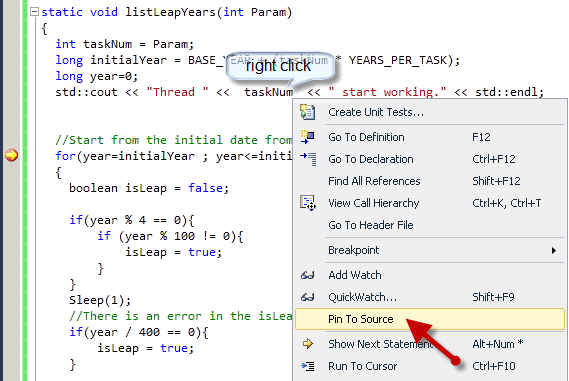 static void listLeapYears(int Param)
{
int taskNum = Param;
long initialYear = BASE_YEAR + (taskNum * YEARS_PER_TASK);
right click
long year=0;
std::cout << "Thread " << taskNum << " start working." << std::endl;
Create Unit Tests...
//Start from the initial date from
Go To Definition F12
for(year=initialYear ; year<=initi
Go To Declaration Ctrl+F12
{
boolean isLeap = false;
Find All References Shift+F12
View Call Hierarchy Ctrl+K, Ctrl+T
if(year % 4 == 0){
Go To Header File
if (year % 100 != 0){
isLeap = true;
Breakpoint
}
}
Add Watch
Sleep(1);
QuickWatch... Shift+F9
//There is an error in the isLea
Pin To Source
if(year / 400 == 0){
Show Next Statement Alt+Num *
isLeap = true;
}
Run To Cursor Ctrl+F10